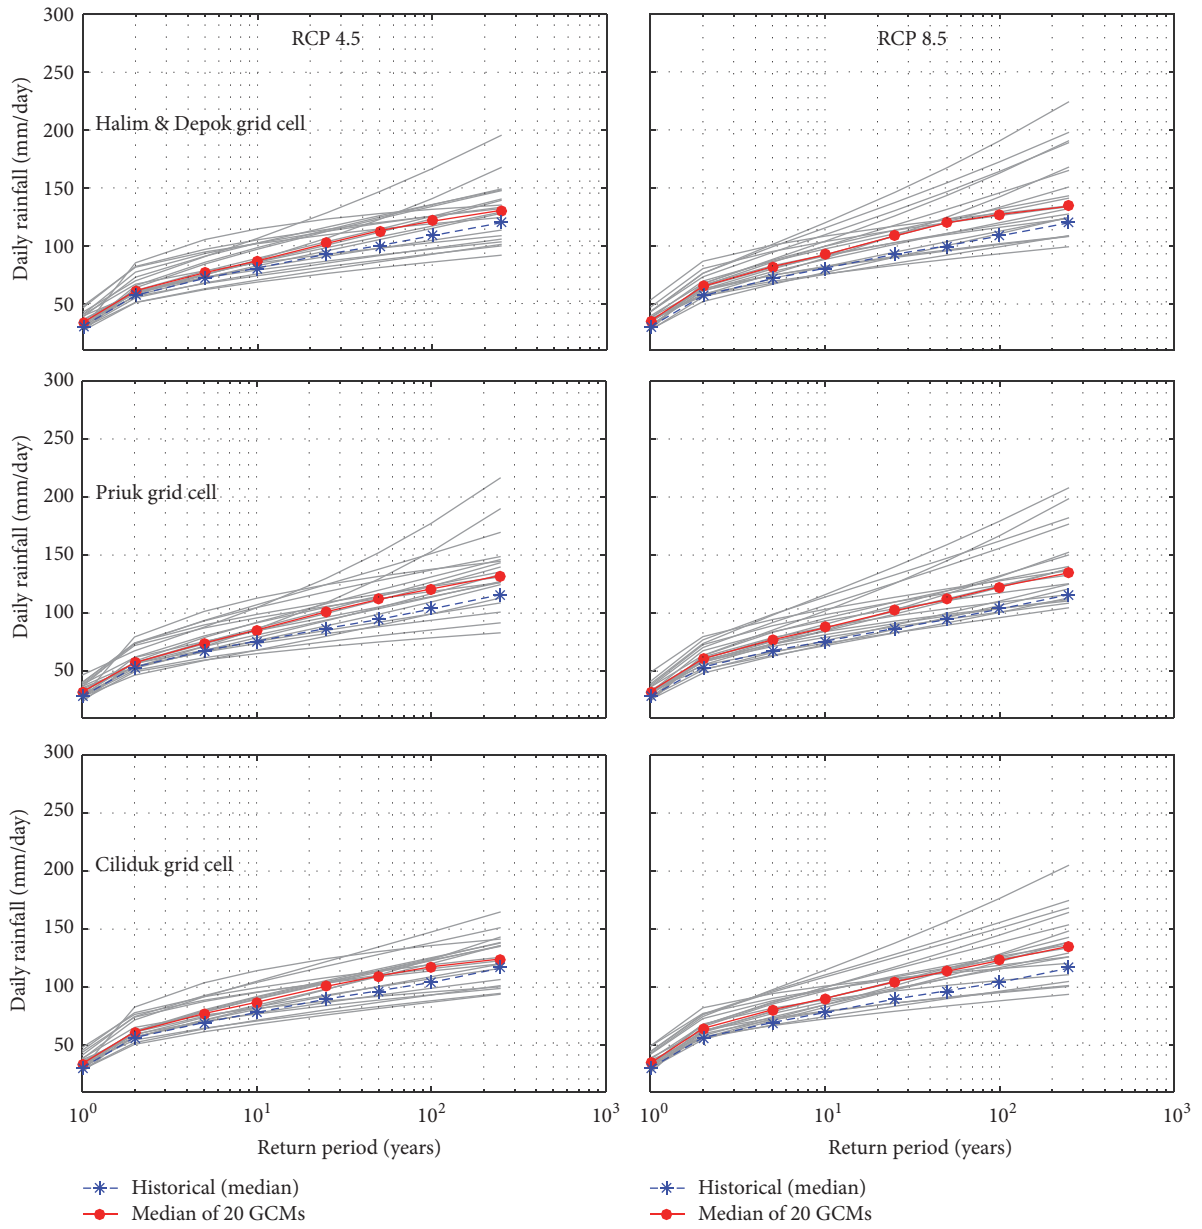 RCP 4.5
RCP 8.5
Daily rainfall (mm/day)
300
250
200
150
100
50
Halim & Depok grid cell
Daily rainfall (mm/day)
300
250
200
150
100
50
Priuk grid cell
Daily rainfall (mm/day)
300
250
200
150
100
50
Ciliduk grid cell
10^0 10^1 10^2 10^3
10^0 10^1 10^2 10^3
Return period (years)
Return period (years)
Historical (median)
Median of 20 GCMs
Historical (median)
Median of 20 GCMs